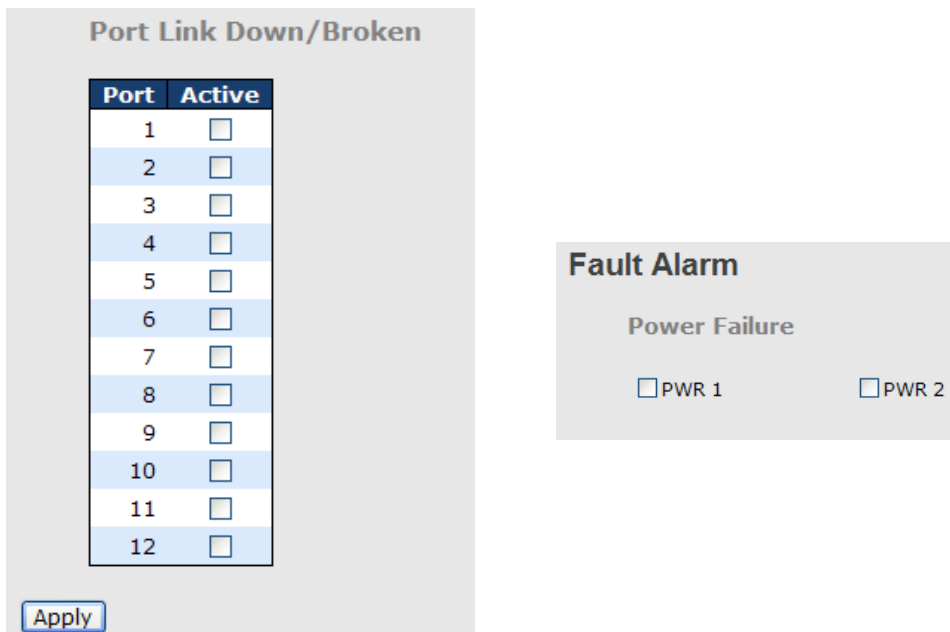 Port Link Down/Broken
Port Active
1
2
3
4
5
6
7
8
9
10
11
12
Apply
Fault Alarm
Power Failure
PWR 1 PWR 2